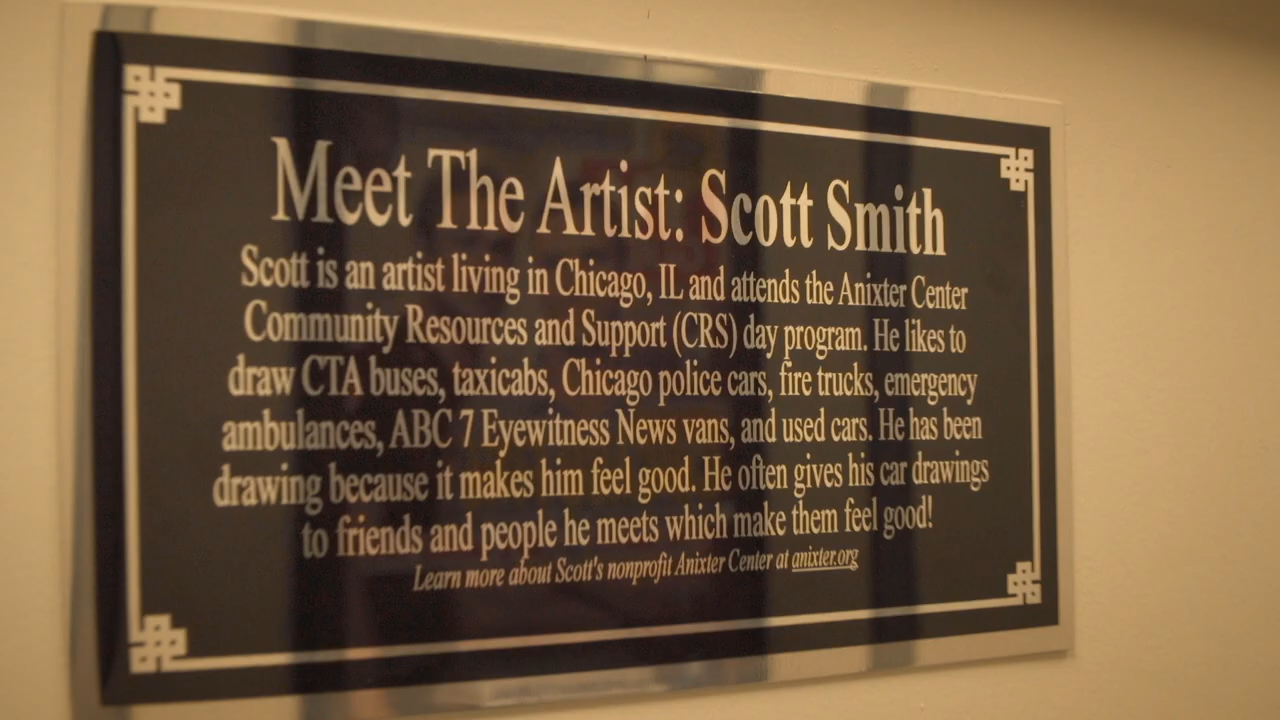 Meet The Artist: Scott Smith
Scott is an artist living in Chicago, IL and attends the Anixter Center
Community Resources and Support (CRS) day program. He likes to
draw CTA buses, taxicabs, Chicago police cars, fire trucks, emergency
ambulances, ABC 7 Eyewitness News vans, and used cars. He has been
drawing because it makes him feel good. He often gives his car drawings
to friends and people he meets which make them feel good!
Learn more about Scott's nonprofit Anixter Center at anixter.org